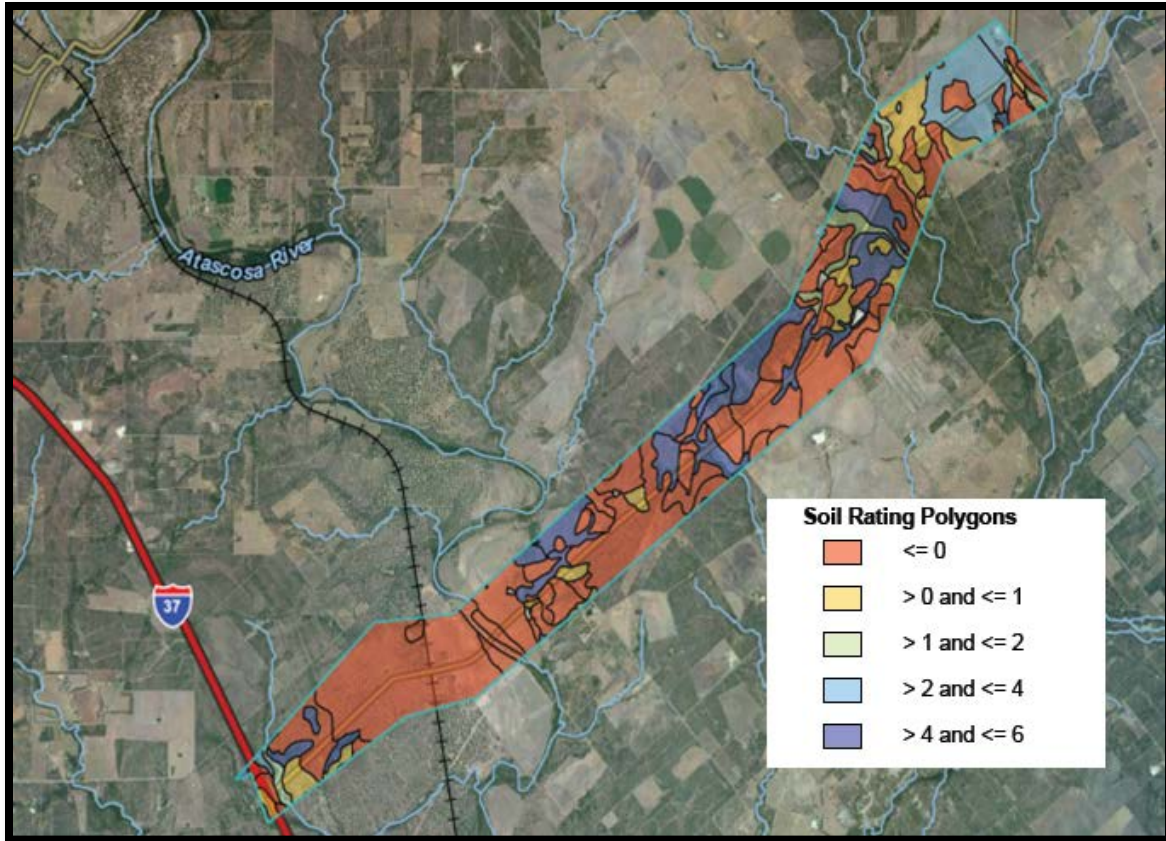 Atascosa River
37
Soil Rating Polygons
<= 0
> 0 and <= 1
> 1 and <= 2
> 2 and <= 4
> 4 and <= 6